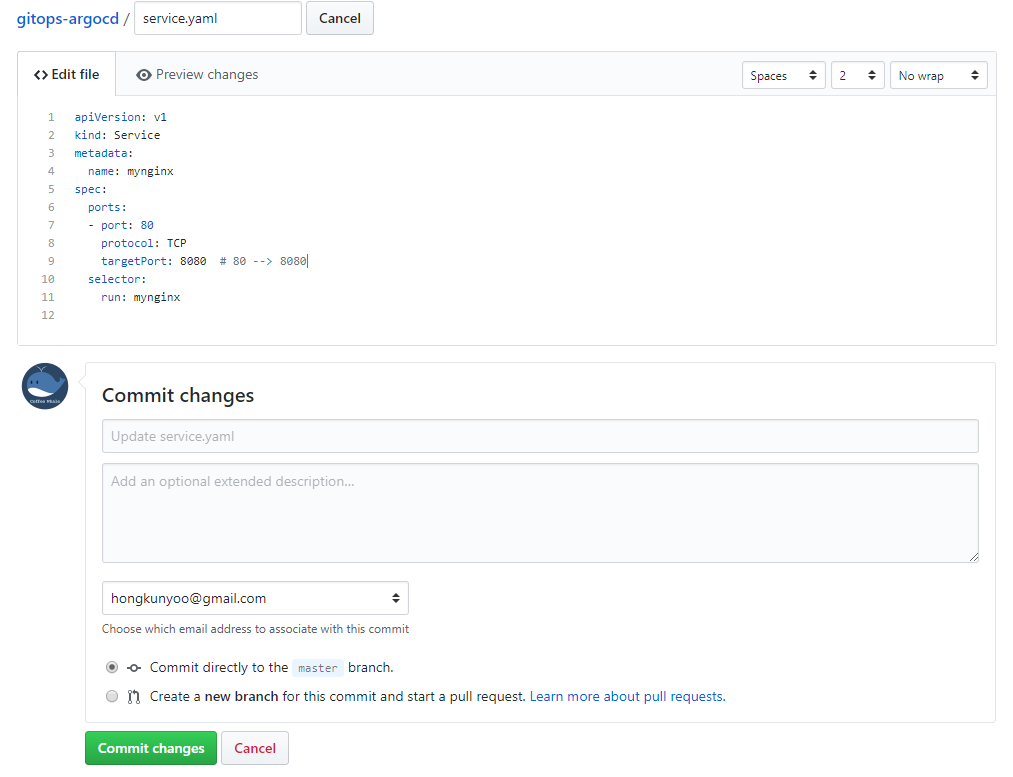 gitops-argocd / service.yaml Cancel
Edit file Preview changes Spaces 2 No wrap
1 apiVersion: v1
2 kind: Service
3 metadata:
4   name: mynginx
5 spec:
6   ports:
7   - port: 80
8     protocol: TCP
9     targetPort: 8080  # 80 --> 8080
10   selector:
11     run: mynginx
12
Commit changes
Update service.yaml
Add an optional extended description...
hongkunyoo@gmail.com
Choose which email address to associate with this commit
Commit directly to the master branch.
Create a new branch for this commit and start a pull request. Learn more about pull requests.
Commit changes Cancel